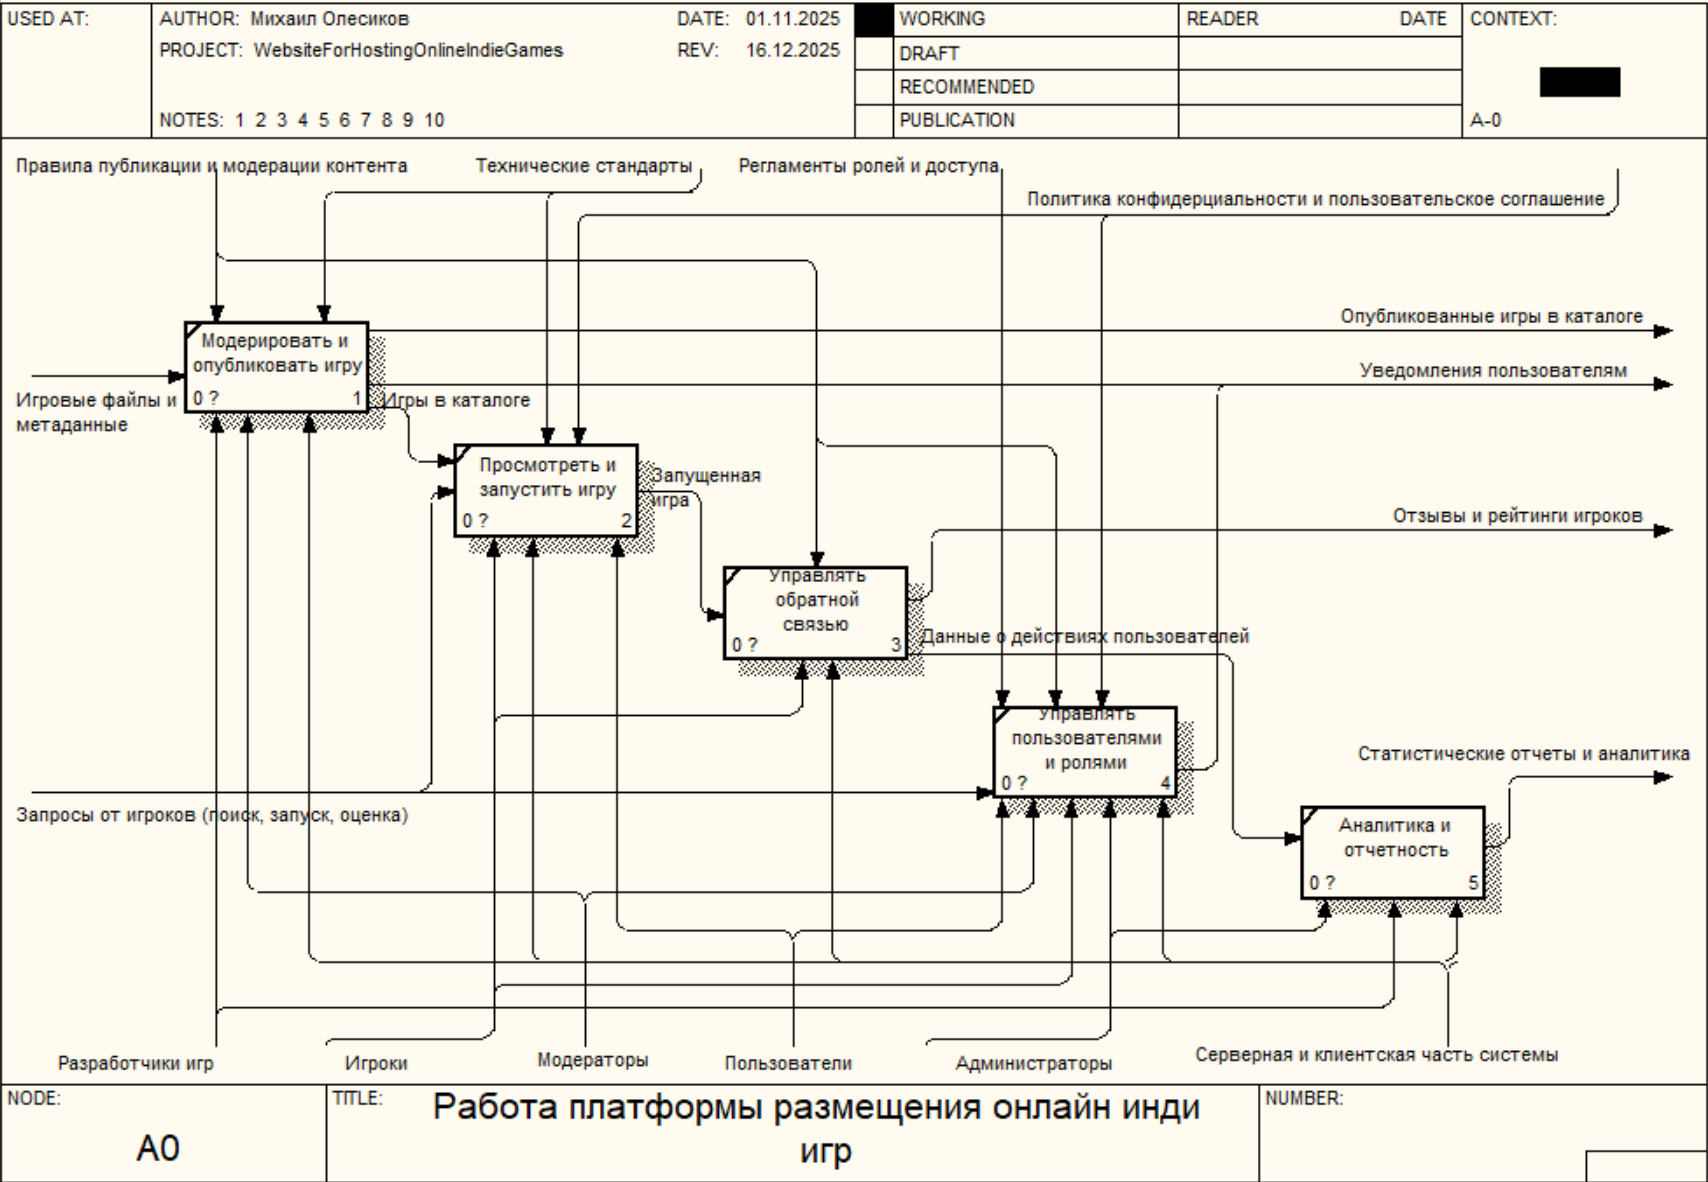 USED AT:
AUTHOR: Михаил Олесиков
DATE: 01.11.2025
WORKING
READER
DATE
CONTEXT:
PROJECT: WebsiteForHostingOnlineIndieGames
REV: 16.12.2025
DRAFT
RECOMMENDED
NOTES: 1 2 3 4 5 6 7 8 9 10
PUBLICATION
A-0
Правила публикации и модерации контента
Технические стандарты
Регламенты ролей и доступа
Политика конфидерциальности и пользовательское соглашение
Опубликованные игры в каталоге
Модерировать и
опубликовать игру
0 ?
1
Уведомления пользователям
Игровые файлы и
метаданные
Игры в каталоге
Просмотреть и
запустить игру
0 ?
2
Запущенная
игра
Отзывы и рейтинги игроков
Управлять
обратной
связью
0 ?
3
Данные о действиях пользователей
Управлять
пользователями
и ролями
0 ?
4
Статистические отчеты и аналитика
Запросы от игроков (поиск, запуск, оценка)
Аналитика и
отчетность
0 ?
5
Разработчики игр
Игроки
Модераторы
Пользователи
Администраторы
Серверная и клиентская часть системы
NODE:
A0
TITLE:
Работа платформы размещения онлайн инди
игр
NUMBER: